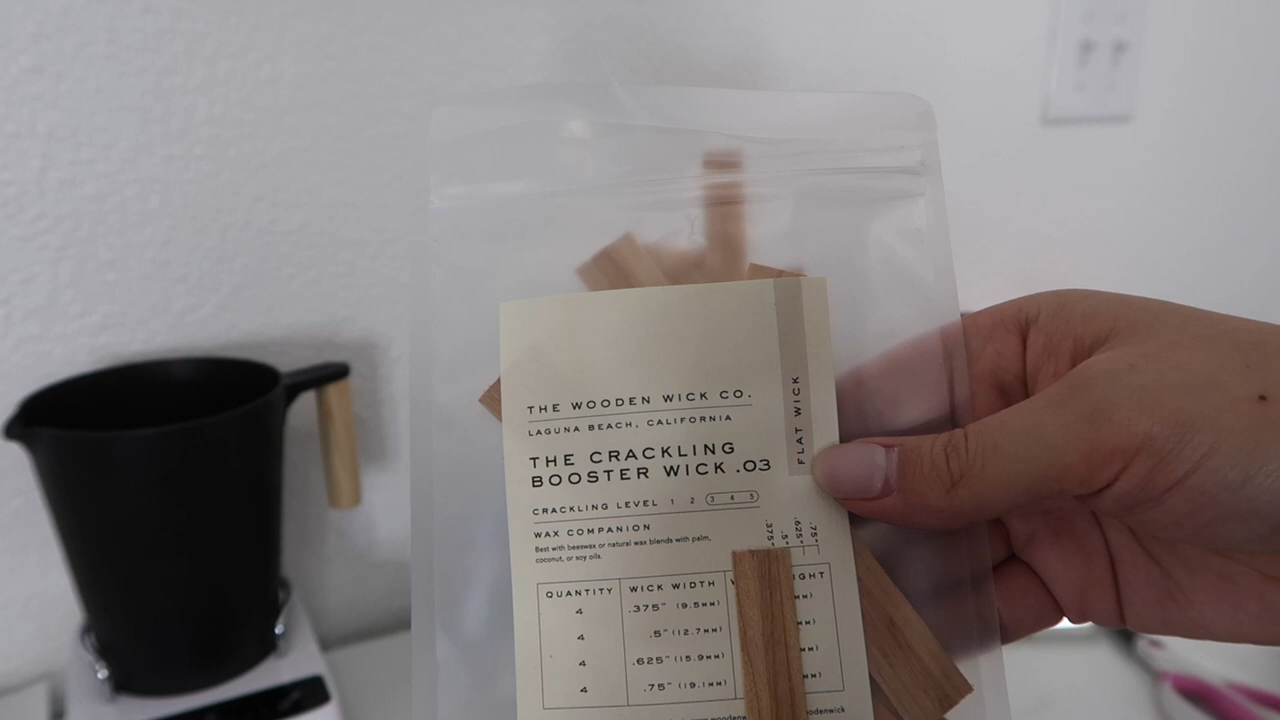 THE WOODEN WICK CO.
LAGUNA BEACH, CALIFORNIA
THE CRACKLING
BOOSTER WICK .03
FLAT WICK
CRACKLING LEVEL 1 2 3 4 5
WAX COMPANION
Best with beeswax or natural wax blends with palm,
coconut, or soy oils.
.375" .5" .625" .75"
QUANTITY WICK WIDTH
4 .375" (9.5MM)
4 .5" (12.7MM)
4 .625" (15.9MM)
4 .75" (19.1MM)